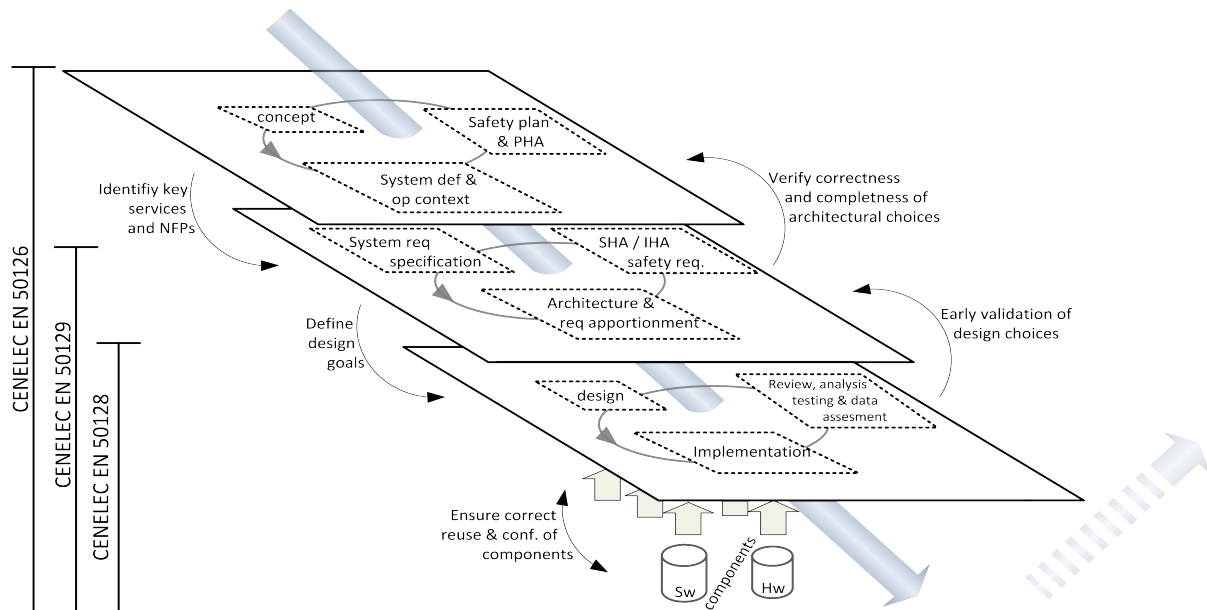 CENELEC EN 50126
CENELEC EN 50129
CENELEC EN 50128
concept
Safety plan
& PHA
System def &
op context
Identifiy key
services
and NFPs
Verify correctness
and completness of
architectural choices
System req
specification
SHA / IHA
safety req.
Architecture &
req apportionment
Define
design
goals
Early validation of
design choices
design
Review, analysis
testing & data
assesment
Implementation
Ensure correct
reuse & conf. of
components
Sw
components
Hw